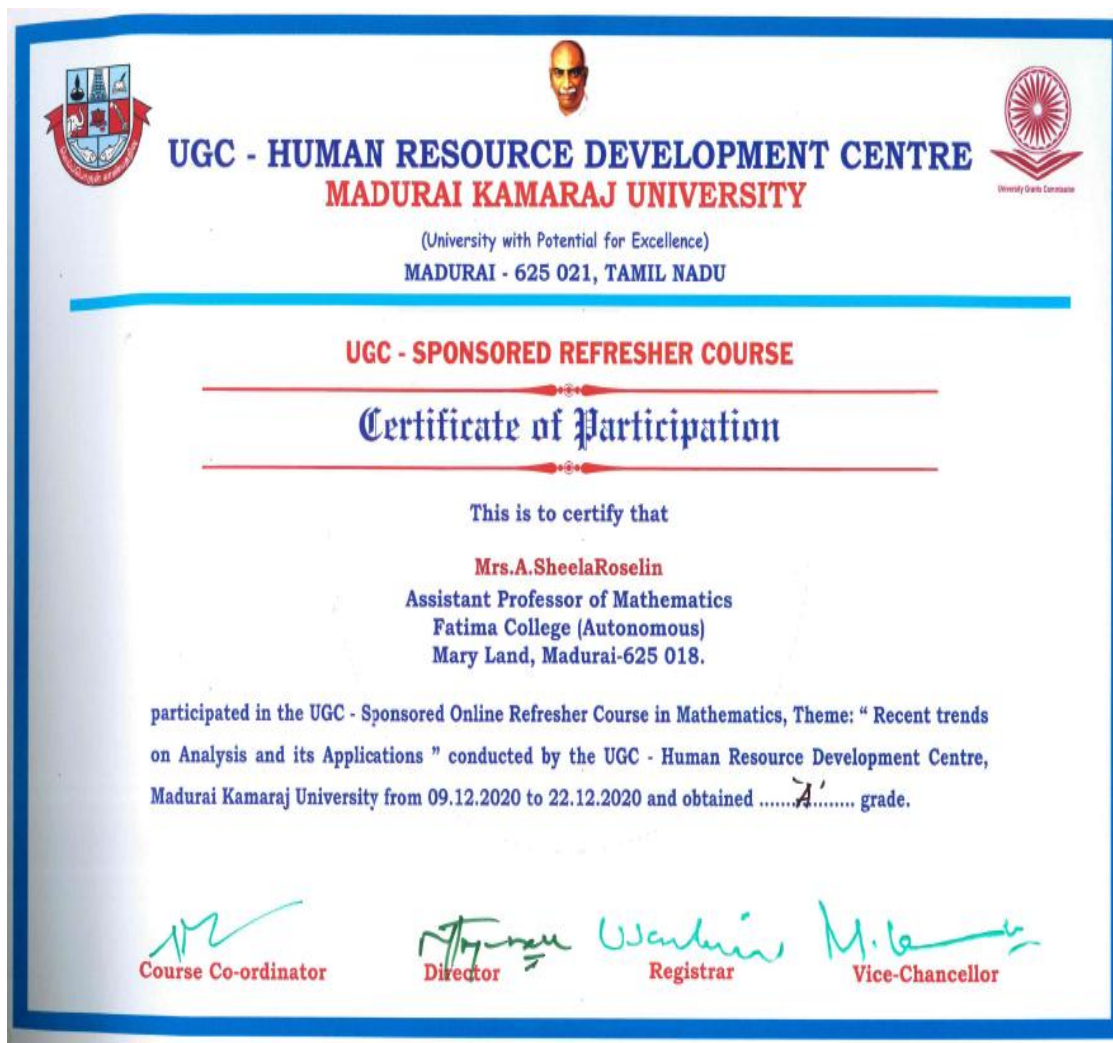 UGC - HUMAN RESOURCE DEVELOPMENT CENTRE
MADURAI KAMARAJ UNIVERSITY
University Grants Commission
(University with Potential for Excellence)
MADURAI - 625 021, TAMIL NADU
UGC - SPONSORED REFRESHER COURSE
Certificate of Participation
This is to certify that
Mrs.A.SheelaRoselin
Assistant Professor of Mathematics
Fatima College (Autonomous)
Mary Land, Madurai-625 018.
participated in the UGC - Sponsored Online Refresher Course in Mathematics, Theme: “ Recent trends
on Analysis and its Applications ” conducted by the UGC - Human Resource Development Centre,
Madurai Kamaraj University from 09.12.2020 to 22.12.2020 and obtained .......'A'........ grade.
Course Co-ordinator
Director
Registrar
Vice-Chancellor